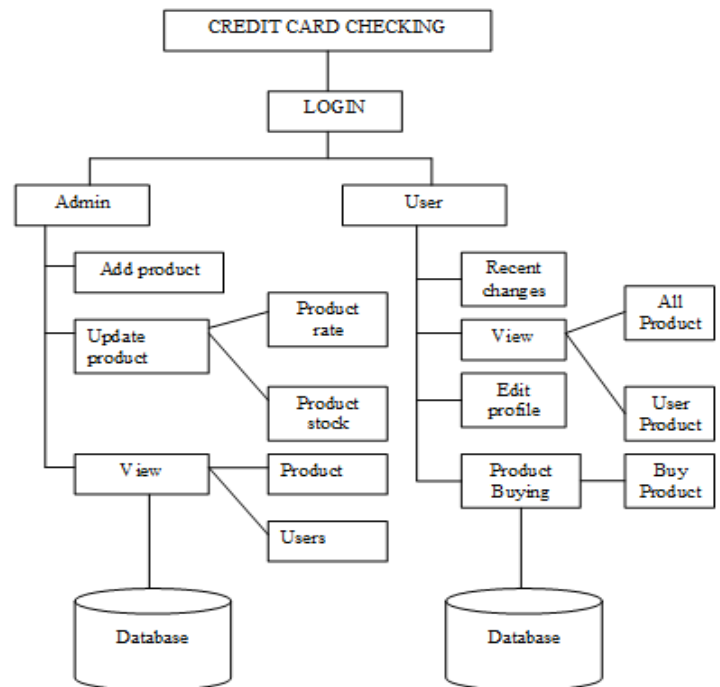 CREDIT CARD CHECKING
LOGIN
Admin
User
Add product
Update
product
Product
rate
Product
stock
View
Product
Users
Database
Recent
changes
View
All
Product
User
Product
Edit
profile
Product
Buying
Buy
Product
Database